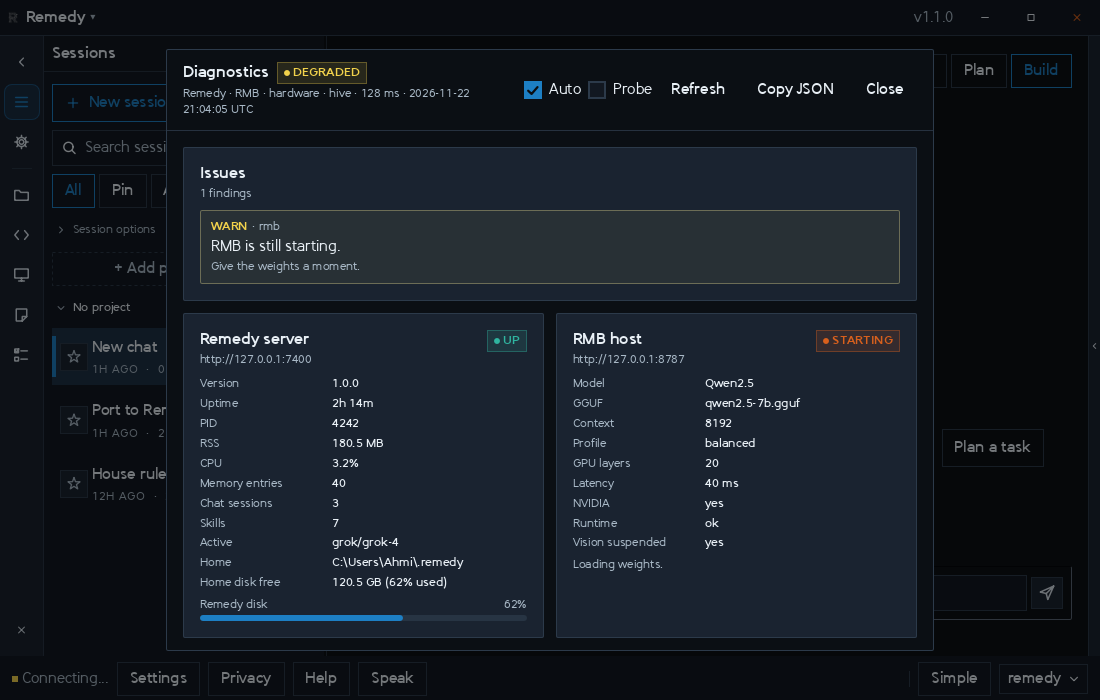 R Remedy ▾
v1.1.0
Sessions
Plan
Build
+ New sessio
Search sessi
All
Pin
A
Session options
+ Add p
No project
New chat
1H AGO · 0
Port to Rer
1H AGO · 2
House rule
12H AGO ·
Diagnostics
DEGRADED
Remedy · RMB · hardware · hive · 128 ms · 2026-11-22
21:04:05 UTC
Auto
Probe
Refresh
Copy JSON
Close
Issues
1 findings
WARN · rmb
RMB is still starting.
Give the weights a moment.
Remedy server
UP
http://127.0.0.1:7400
Version 1.0.0
Uptime 2h 14m
PID 4242
RSS 180.5 MB
CPU 3.2%
Memory entries 40
Chat sessions 3
Skills 7
Active grok/grok-4
Home C:\Users\Ahmi\.remedy
Home disk free 120.5 GB (62% used)
Remedy disk 62%
RMB host
STARTING
http://127.0.0.1:8787
Model Qwen2.5
GGUF qwen2.5-7b.gguf
Context 8192
Profile balanced
GPU layers 20
Latency 40 ms
NVIDIA yes
Runtime ok
Vision suspended yes
Loading weights.
Plan a task
Connecting...
Settings
Privacy
Help
Speak
Simple
remedy